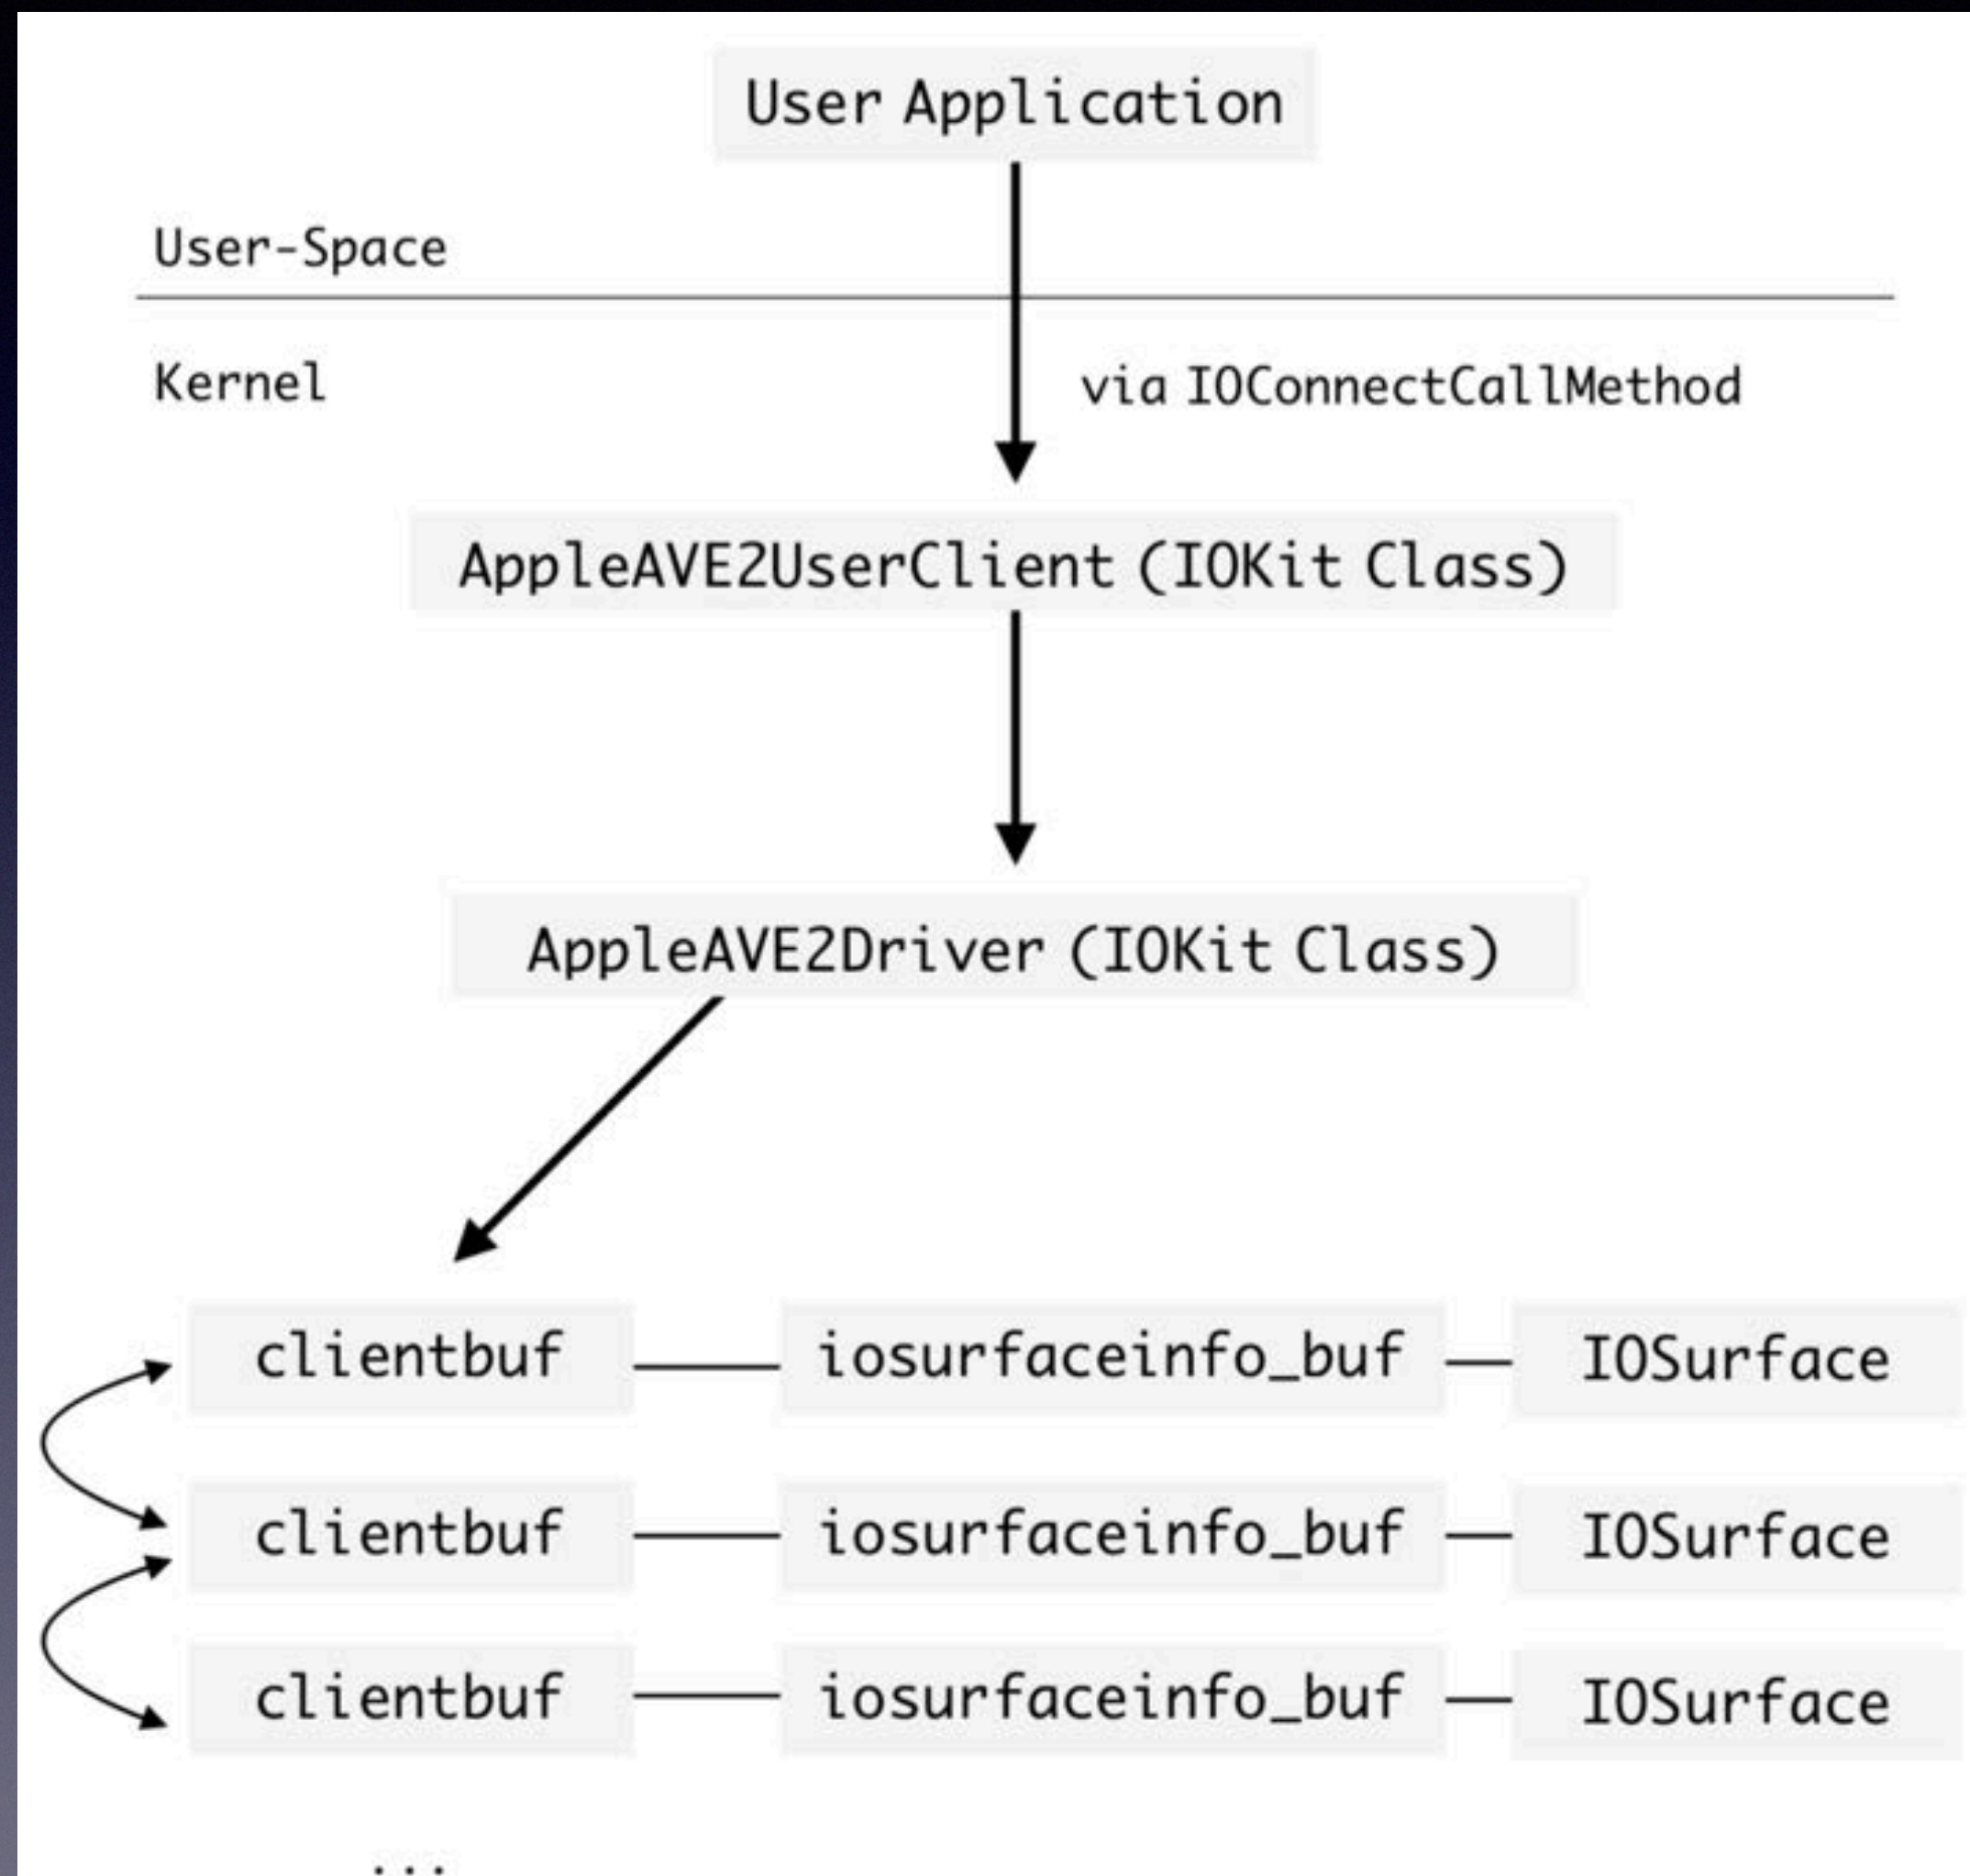 User Application
User-Space
Kernel
via IOConnectCallMethod
AppleAVE2UserClient (IOKit Class)
AppleAVE2Driver (IOKit Class)
clientbuf
iosurfaceinfo_buf
IOSurface
clientbuf
iosurfaceinfo_buf
IOSurface
clientbuf
iosurfaceinfo_buf
IOSurface
...